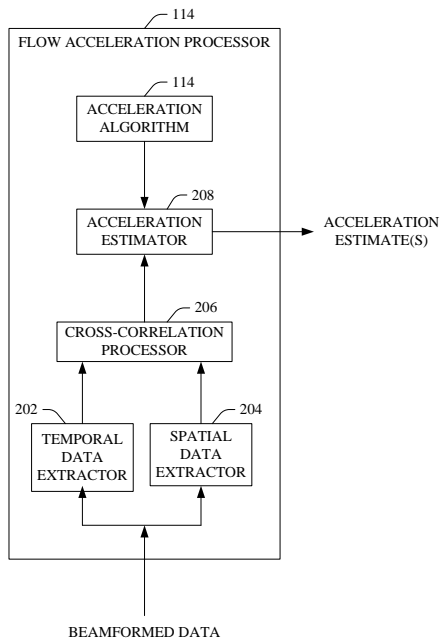 114
FLOW ACCELERATION PROCESSOR
114
ACCELERATION
ALGORITHM
208
ACCELERATION
ESTIMATOR
ACCELERATION
ESTIMATE(S)
206
CROSS-CORRELATION
PROCESSOR
202
TEMPORAL
DATA
EXTRACTOR
204
SPATIAL
DATA
EXTRACTOR
BEAMFORMED DATA